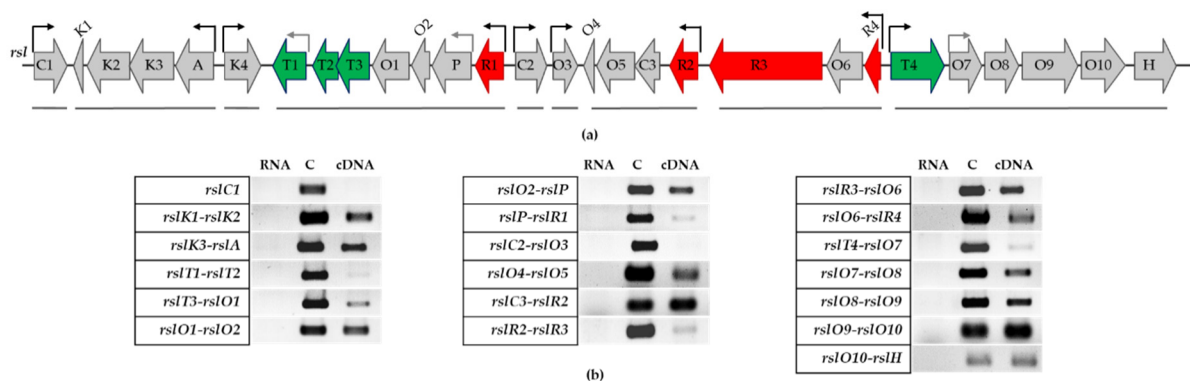 (a)
K1 O2 O4 R4
rsl C1 K2 K3 A K4 T1 T2 T3 O1 P R1 C2 O3 O5 C3 R2 R3 O6 T4 O7 O8 O9 O10 H
(a)
RNA C cDNA
rslC1
rslK1-rslK2
rslK3-rslA
rslT1-rslT2
rslT3-rslO1
rslO1-rslO2
RNA C cDNA
rslO2-rslP
rslP-rslR1
rslC2-rslO3
rslO4-rslO5
rslC3-rslR2
rslR2-rslR3
RNA C cDNA
rslR3-rslO6
rslO6-rslR4
rslT4-rslO7
rslO7-rslO8
rslO8-rslO9
rslO9-rslO10
rslO10-rslH
(b)